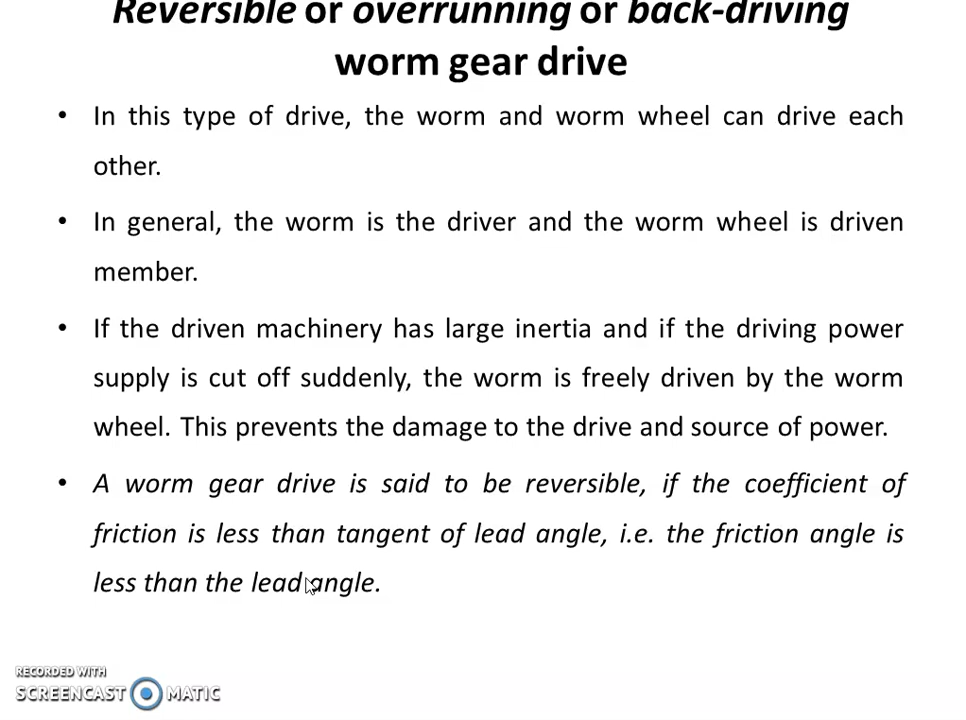 Reversible or overrunning or back-driving
worm gear drive
• In this type of drive, the worm and worm wheel can drive each
other.
• In general, the worm is the driver and the worm wheel is driven
member.
• If the driven machinery has large inertia and if the driving power
supply is cut off suddenly, the worm is freely driven by the worm
wheel. This prevents the damage to the drive and source of power.
• A worm gear drive is said to be reversible, if the coefficient of
friction is less than tangent of lead angle, i.e. the friction angle is
less than the lead angle.
RECORDED WITH
SCREENCAST MATIC